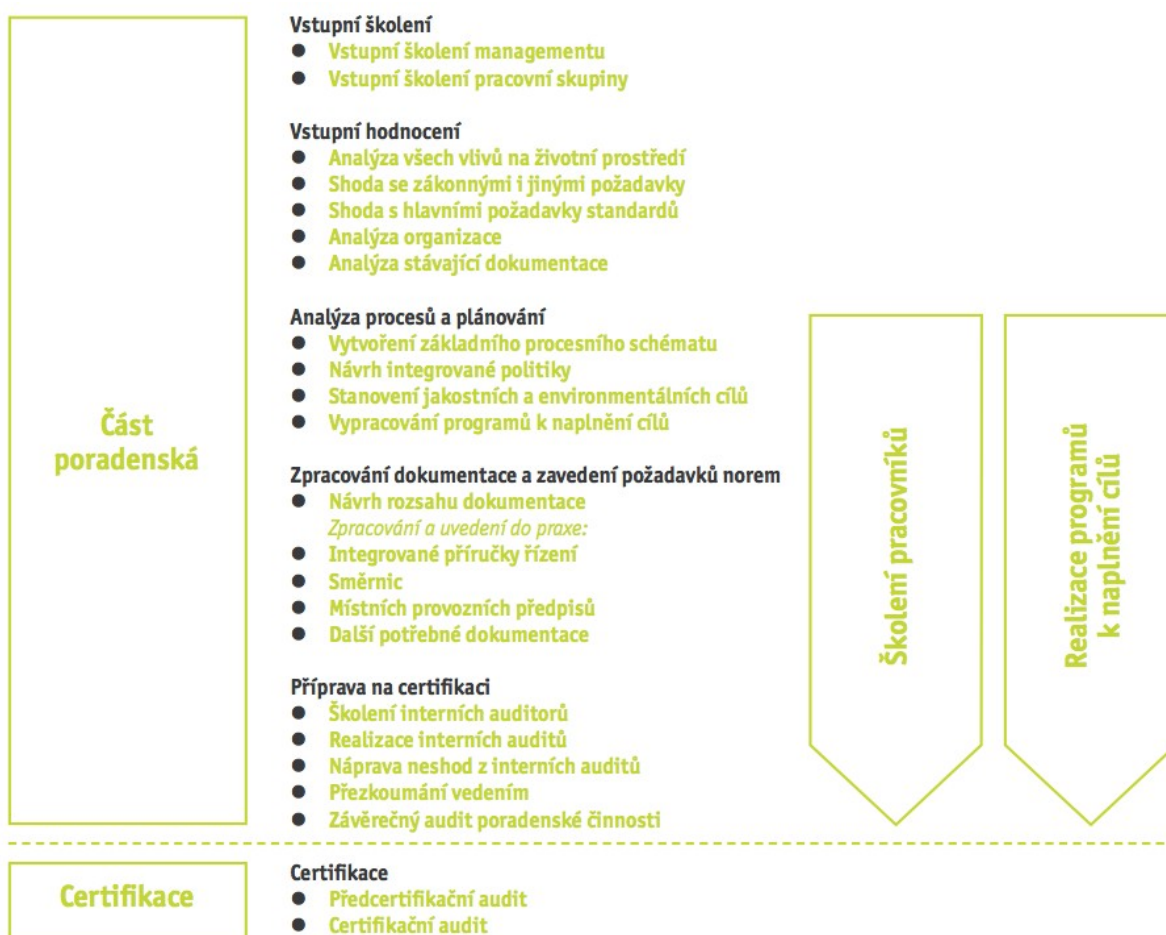 Část
poradenská
Vstupní školení
● Vstupní školení managementu
● Vstupní školení pracovní skupiny
Vstupní hodnocení
● Analýza všech vlivů na životní prostředí
● Shoda se zákonnými i jinými požadavky
● Shoda s hlavními požadavky standardů
● Analýza organizace
● Analýza stávající dokumentace
Analýza procesů a plánování
● Vytvoření základního procesního schématu
● Návrh integrované politiky
● Stanovení jakostních a environmentálních cílů
● Vypracování programů k naplnění cílů
Zpracování dokumentace a zavedení požadavků norem
● Návrh rozsahu dokumentace
Zpracování a uvedení do praxe:
● Integrované příručky řízení
● Směrnic
● Místních provozních předpisů
● Další potřebné dokumentace
Příprava na certifikaci
● Školení interních auditorů
● Realizace interních auditů
● Náprava neshod z interních auditů
● Přezkoumání vedením
● Závěrečný audit poradenské činnosti
Školení pracovníků
Realizace programů
k naplnění cílů
Certifikace
Certifikace
● Předcertifikační audit
● Certifikační audit